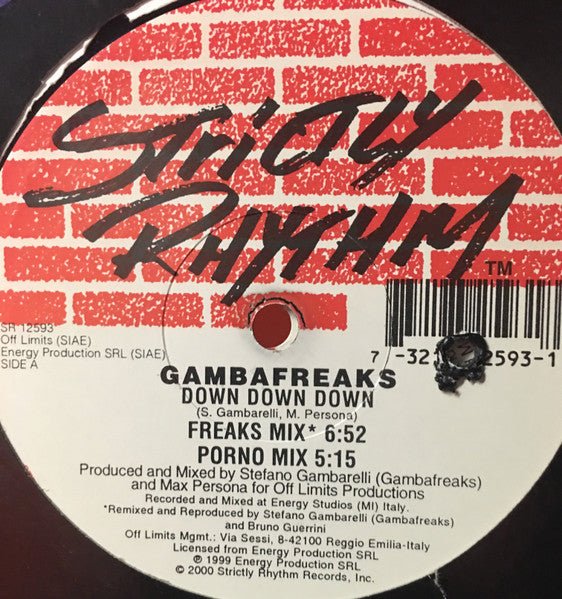 STRICTLY
RHYTHM
TM
SR 12593
Off Limits (SIAE)
Energy Production SRL (SIAE)
SIDE A
7 -32 2593-1
GAMBAFREAKS
DOWN DOWN DOWN
(S. Gambarelli, M. Persona)
FREAKS MIX* 6:52
PORNO MIX 5:15
Produced and Mixed by Stefano Gambarelli (Gambafreaks)
and Max Persona for Off Limits Productions
Recorded and Mixed at Energy Studios (MI) Italy.
*Remixed and Reproduced by Stefano Gambarelli (Gambafreaks)
and Bruno Guerrini
Off Limits Mgmt.: Via Sessi, 8-42100 Reggio Emilia-Italy
Licensed from Energy Production SRL
℗ 1999 Energy Production SRL
© 2000 Strictly Rhythm Records, Inc.